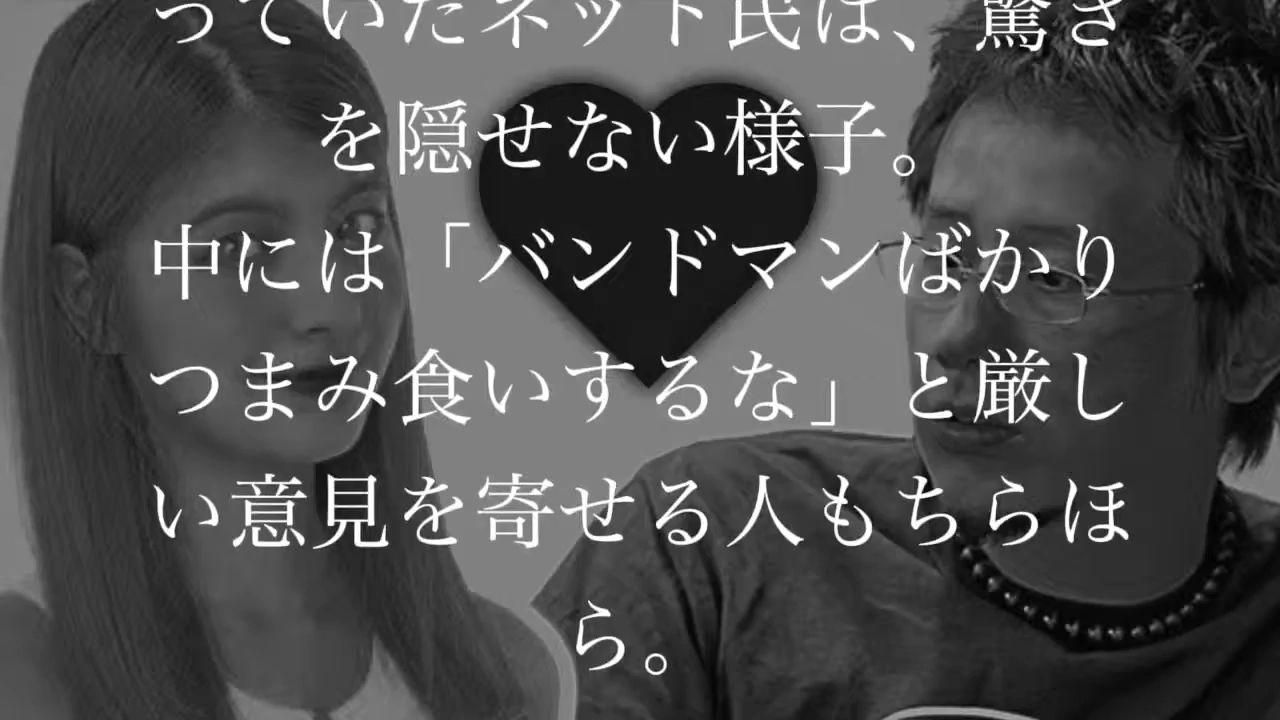 っていたネット民は、驚き
を隠せない様子。
中には「バンドマンばかり
つまみ食いするな」と厳し
い意見を寄せる人もちらほ
ら。